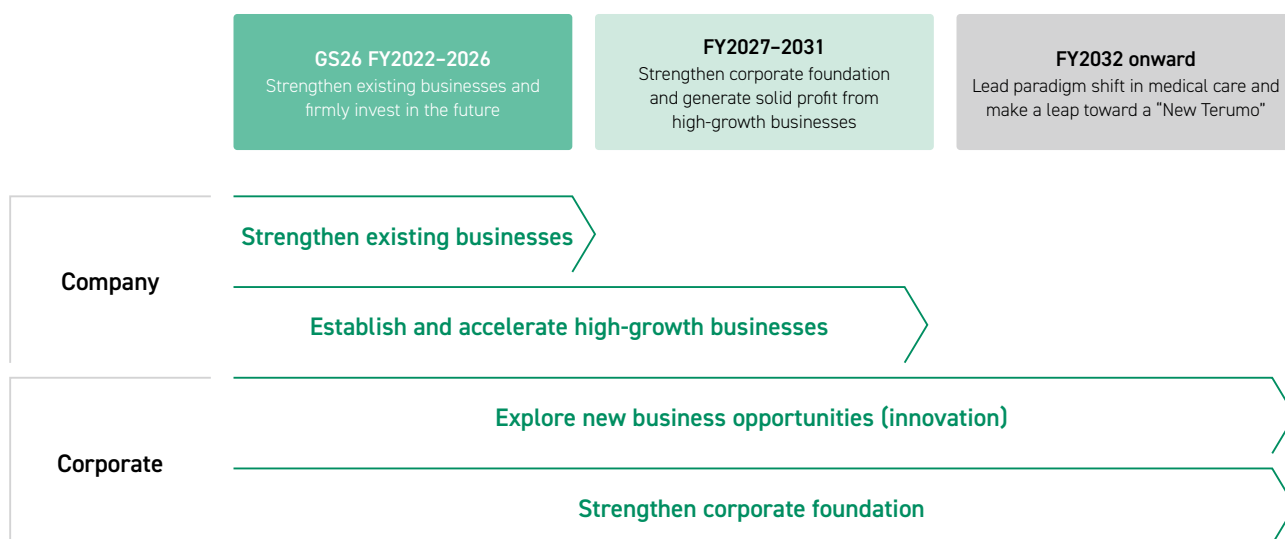 GS26 FY2022–2026
Strengthen existing businesses and
firmly invest in the future
FY2027–2031
Strengthen corporate foundation
and generate solid profit from
high-growth businesses
FY2032 onward
Lead paradigm shift in medical care and
make a leap toward a “New Terumo”
Company
Strengthen existing businesses
Establish and accelerate high-growth businesses
Corporate
Explore new business opportunities (innovation)
Strengthen corporate foundation